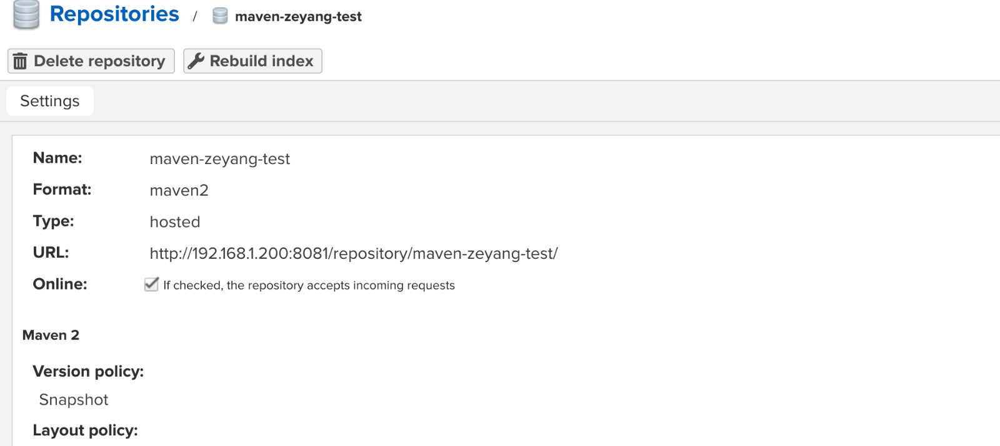 Repositories / maven-zeyang-test
Delete repository Rebuild index
Settings
Name: maven-zeyang-test
Format: maven2
Type: hosted
URL: http://192.168.1.200:8081/repository/maven-zeyang-test/
Online: If checked, the repository accepts incoming requests
Maven 2
Version policy:
Snapshot
Layout policy: